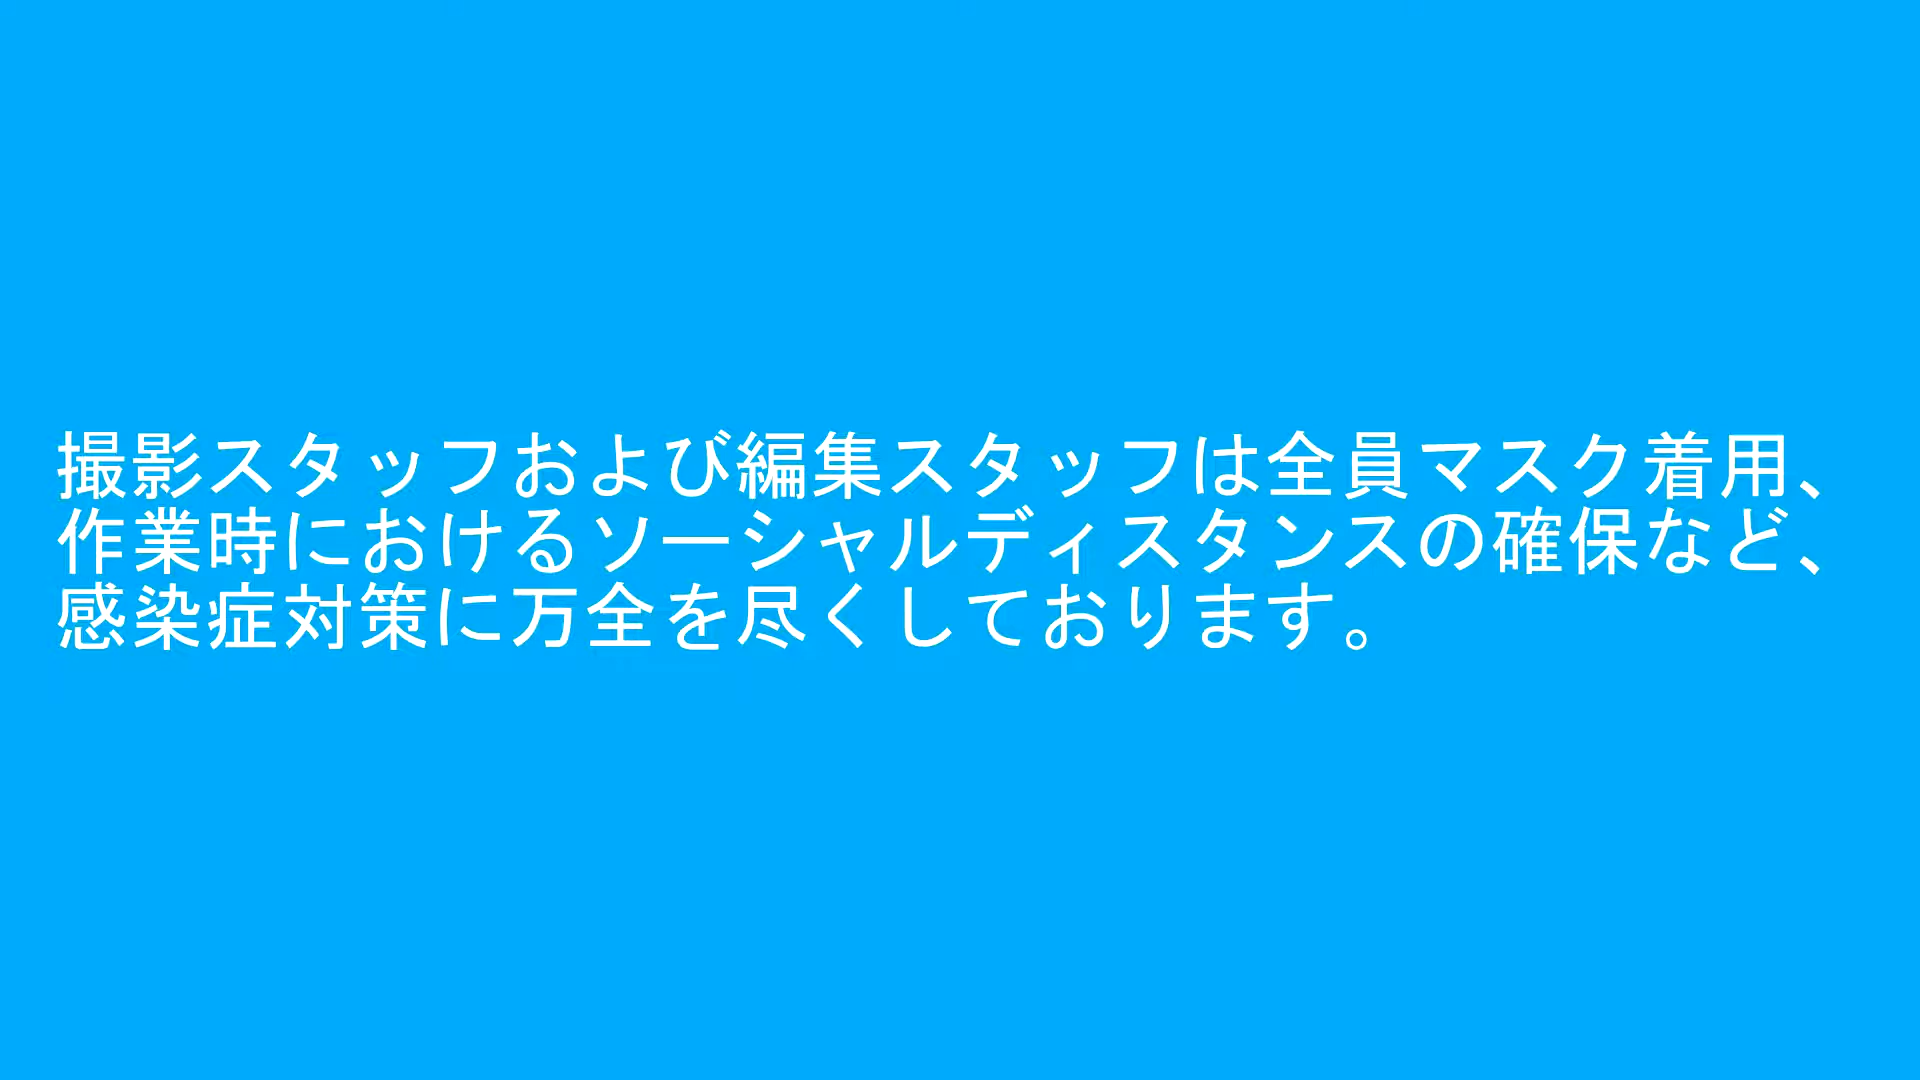 撮影スタッフおよび編集スタッフは全員マスク着用、
作業時におけるソーシャルディスタンスの確保など、
感染症対策に万全を尽くしております。